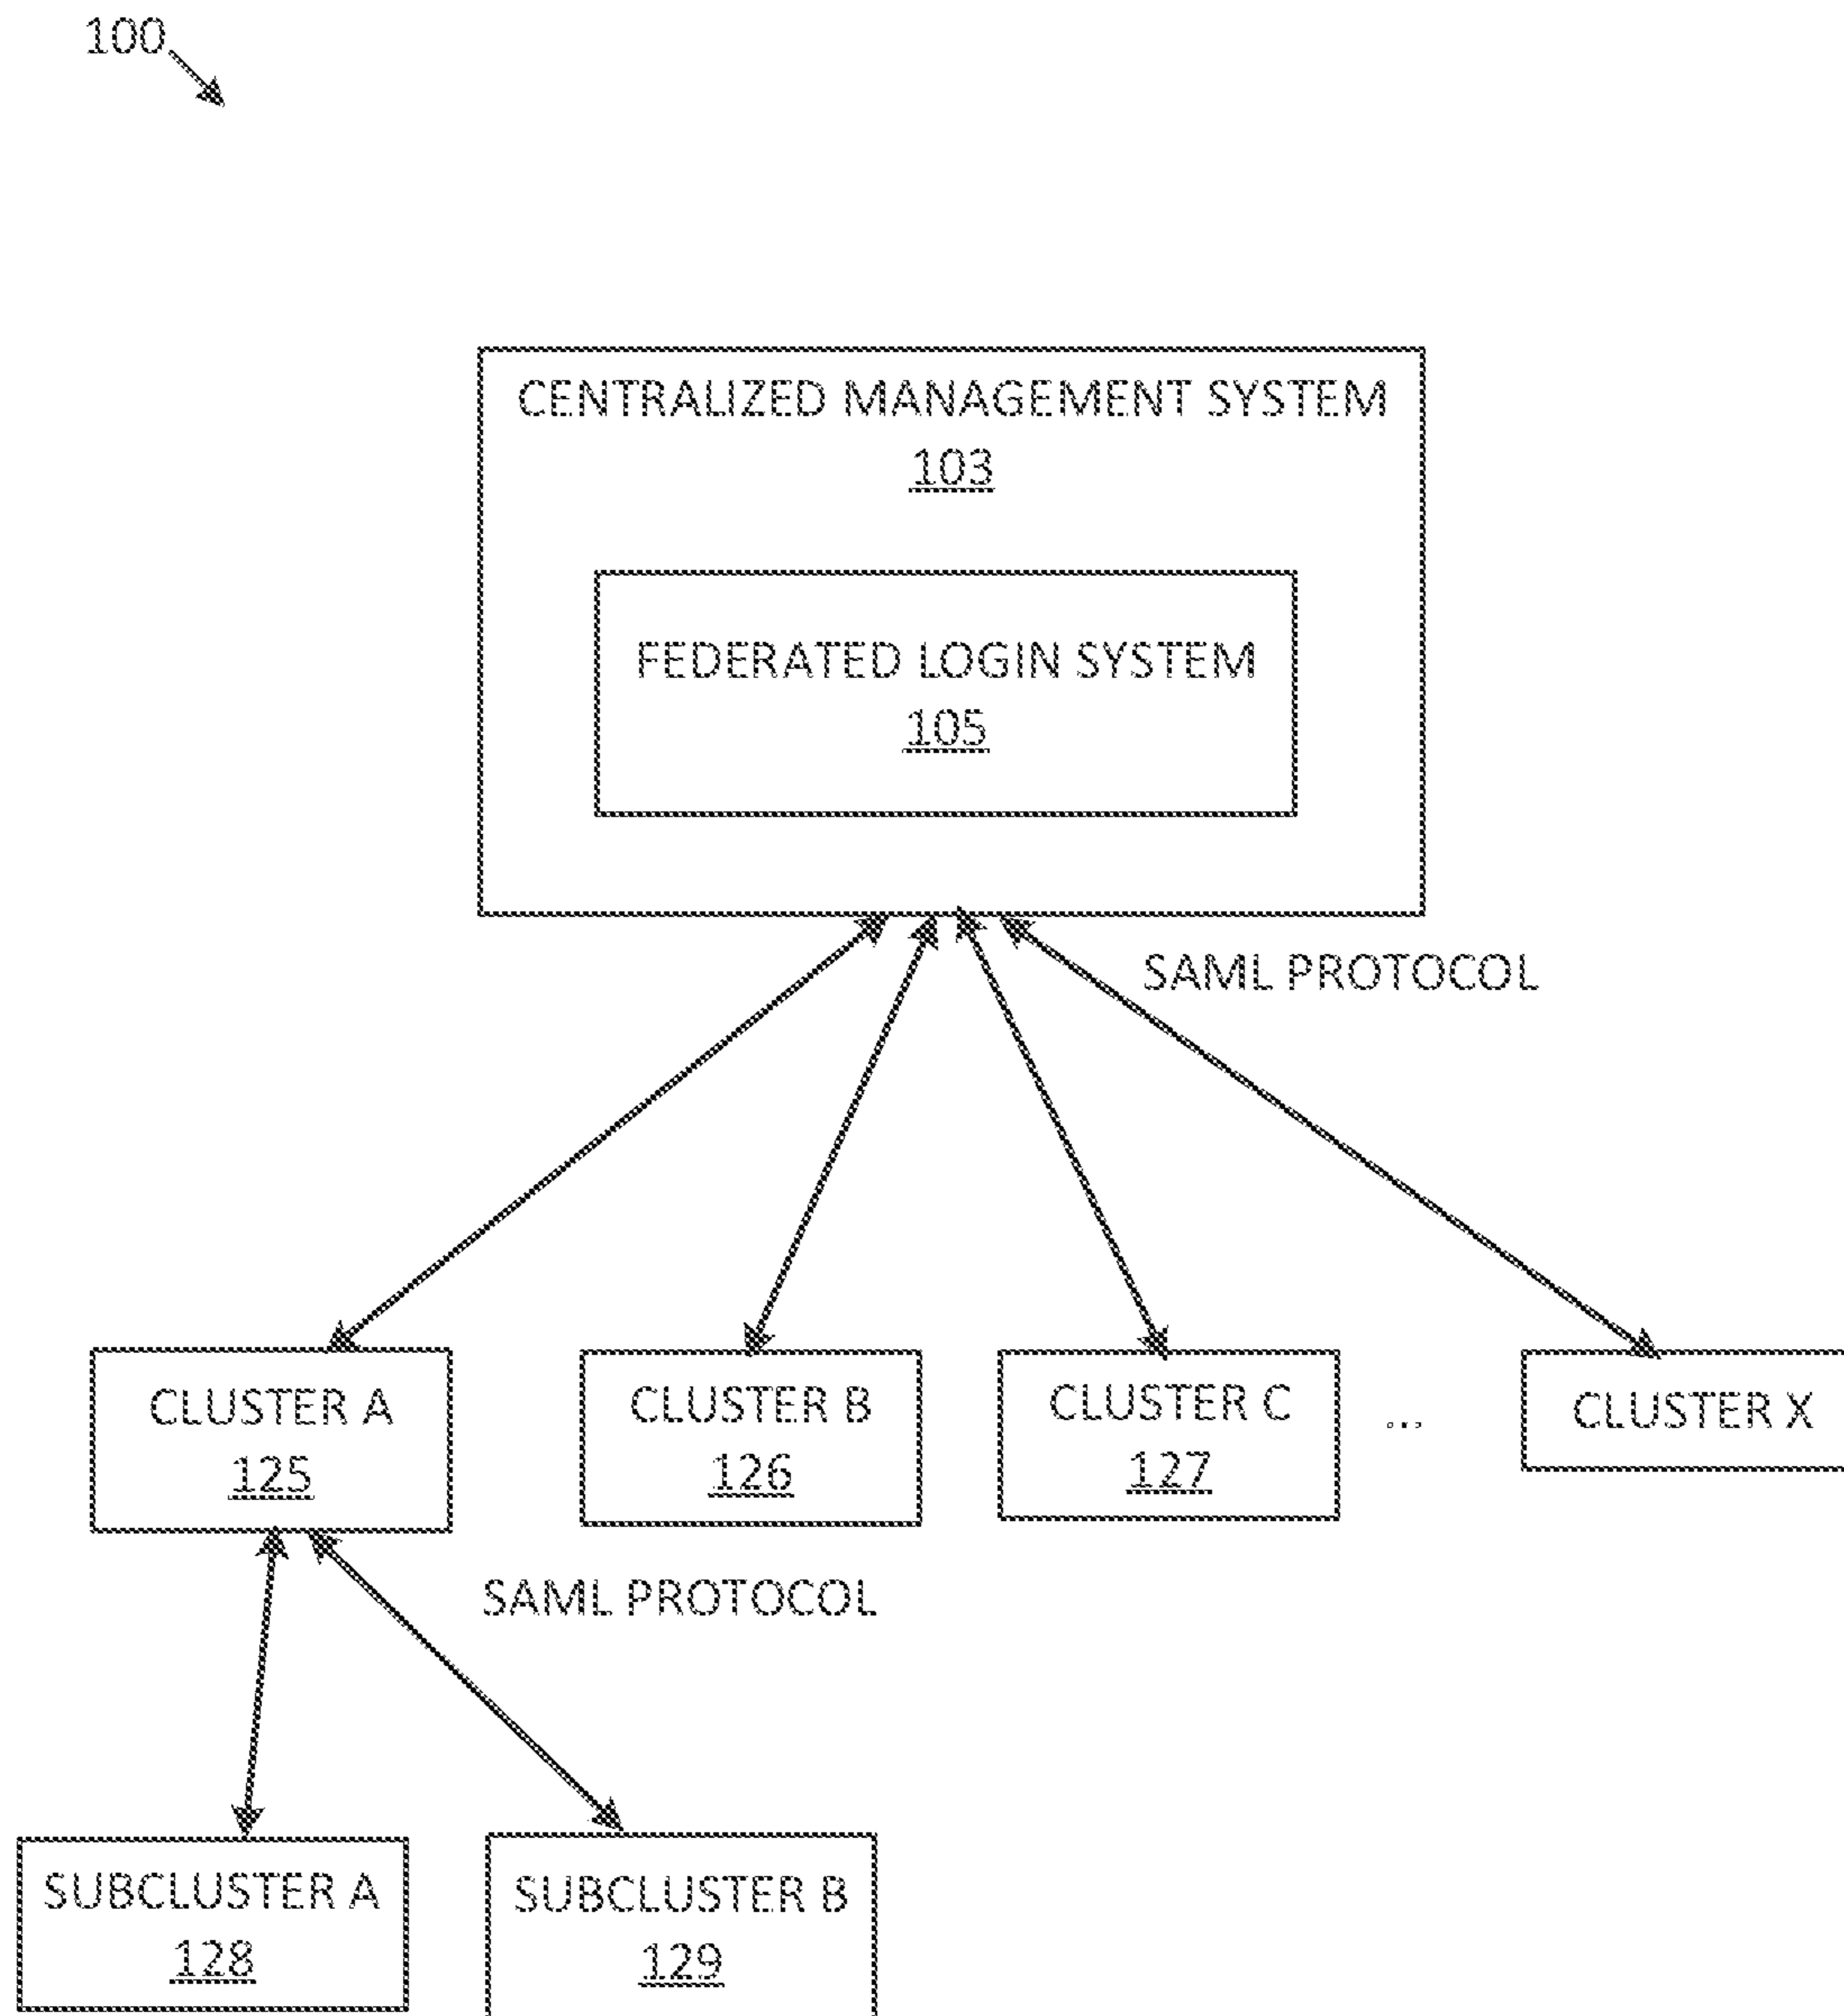 100
CENTRALIZED MANAGEMENT SYSTEM
103
FEDERATED LOGIN SYSTEM
105
SAML PROTOCOL
CLUSTER A
125
CLUSTER B
126
CLUSTER C
127
...
CLUSTER X
SAML PROTOCOL
SUBCLUSTER A
128
SUBCLUSTER B
129